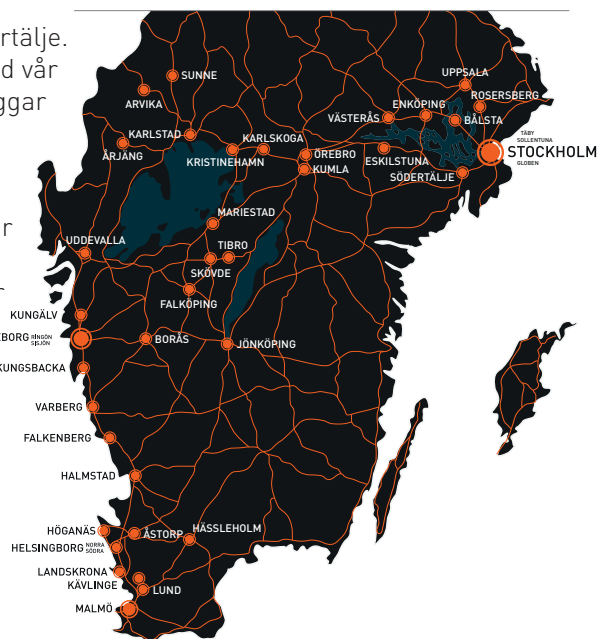 rtälje.
d vår
ggar
r
r
SUNNE
ARVIKA
KARLSTAD
ÅRJÄNG
KRISTINEHAMN
KARLSKOGA
ÖREBRO
KUMLA
VÄSTERÅS
ENKÖPING
UPPSALA
ROSERSBERG
BÅLSTA
ESKILSTUNA
SÖDERTÄLJE
TÄBY
SOLLENTUNA
STOCKHOLM
GLOBEN
MARIESTAD
UDDEVALLA
TIBRO
SKÖVDE
FALKÖPING
KUNGÄLV
EBORG RINGÖN
SISJÖN
BORÅS
JÖNKÖPING
KUNGSBACKA
VARBERG
FALKENBERG
HALMSTAD
HÖGANÄS
ÅSTORP
HÄSSLEHOLM
HELSINGBORG NORRA
SÖDRA
LANDSKRONA
KÄVLINGE
LUND
MALMÖ